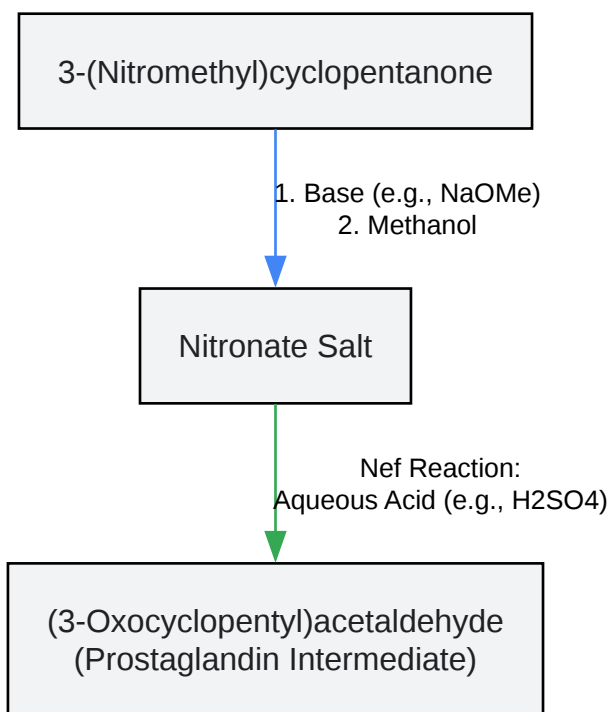 3-(Nitromethyl)cyclopentanone
1. Base (e.g., NaOMe)
2. Methanol
Nitronate Salt
Nef Reaction:
Aqueous Acid (e.g., H2SO4)
(3-Oxocyclopentyl)acetaldehyde
(Prostaglandin Intermediate)